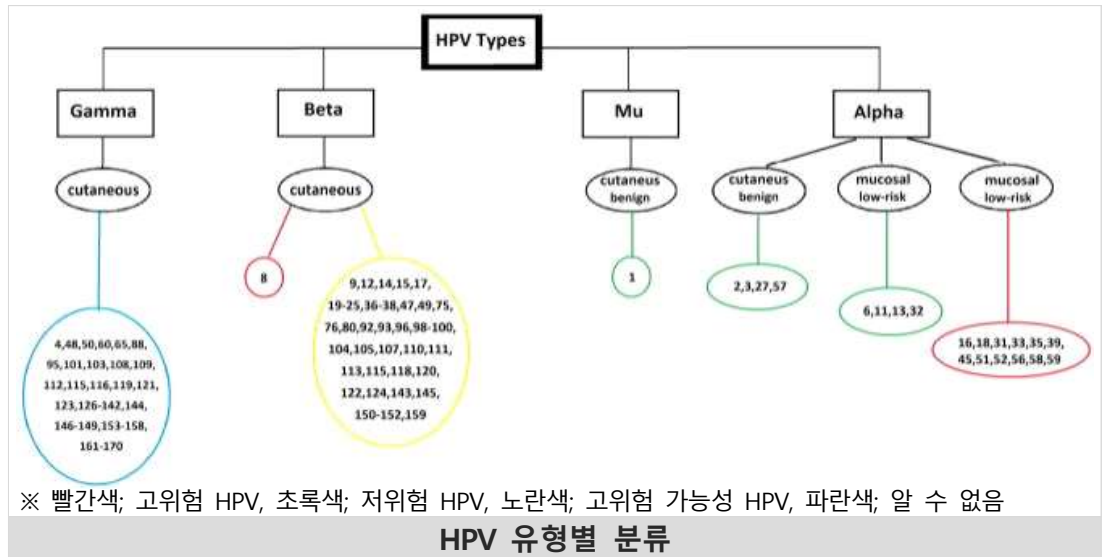 HPV Types
Gamma
Beta
Mu
Alpha
cutaneous
cutaneous
cutaneus
benign
cutaneus
benign
mucosal
low-risk
mucosal
low-risk
4,48,50,60,65,88,
95,101,103,108,109,
112,115,116,119,121,
123,126-142,144,
146-149,153-158,
161-170
8
9,12,14,15,17,
19-25,36-38,47,49,75,
76,80,92,93,96,98-100,
104,105,107,110,111,
113,115,118,120,
122,124,143,145,
150-152,159
1
2,3,27,57
6,11,13,32
16,18,31,33,35,39,
45,51,52,56,58,59
※ 빨간색; 고위험 HPV, 초록색; 저위험 HPV, 노란색; 고위험 가능성 HPV, 파란색; 알 수 없음
HPV 유형별 분류